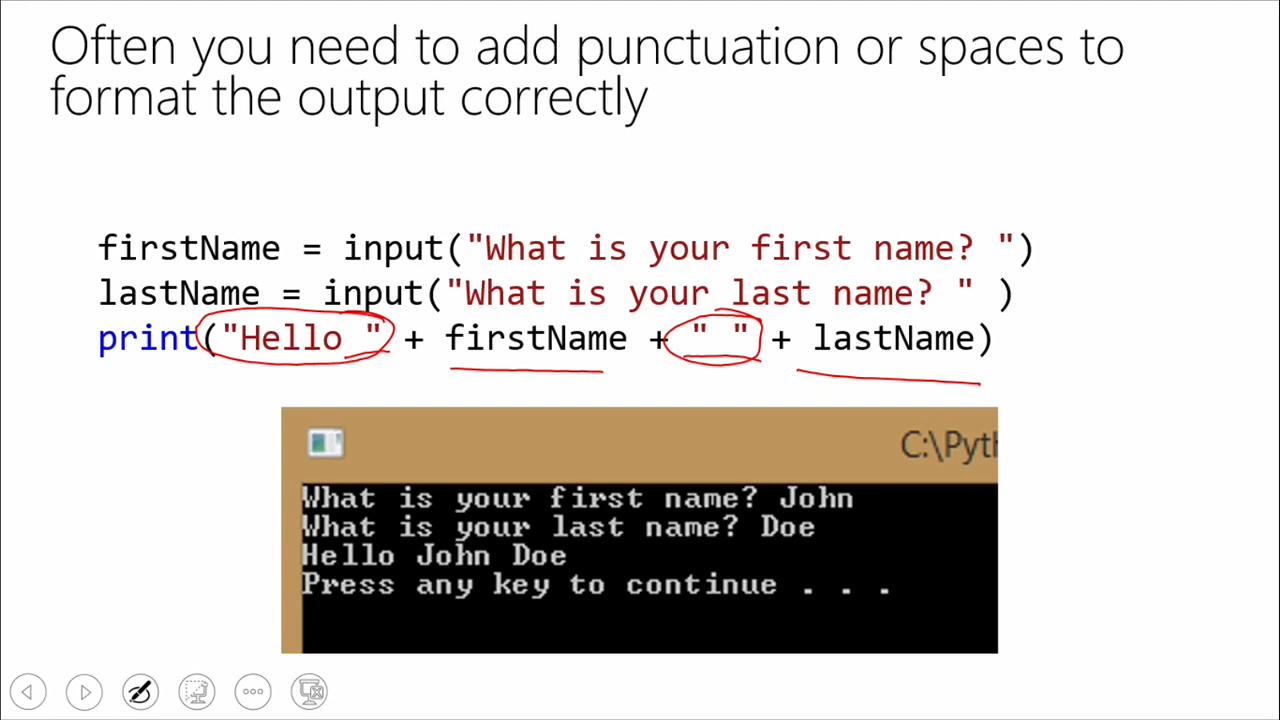 Often you need to add punctuation or spaces to
format the output correctly
firstName = input("What is your first name? ")
lastName = input("What is your last name? " )
print("Hello " + firstName + " " + lastName)
C:\Pyth
What is your first name? John
What is your last name? Doe
Hello John Doe
Press any key to continue . . .